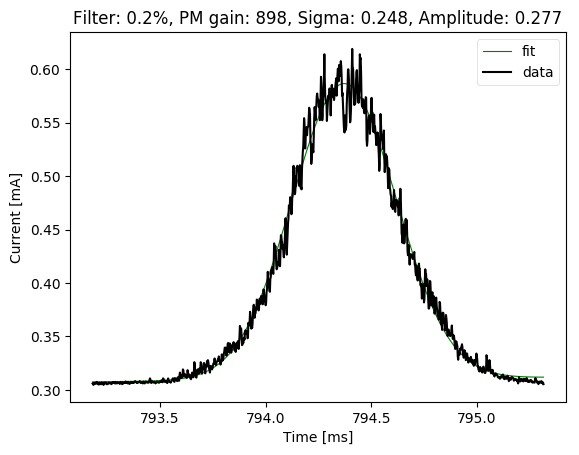 Filter: 0.2%, PM gain: 898, Sigma: 0.248, Amplitude: 0.277
fit
data
0.60
0.55
0.50
0.45
0.40
0.35
0.30
Current [mA]
793.5 794.0 794.5 795.0
Time [ms]